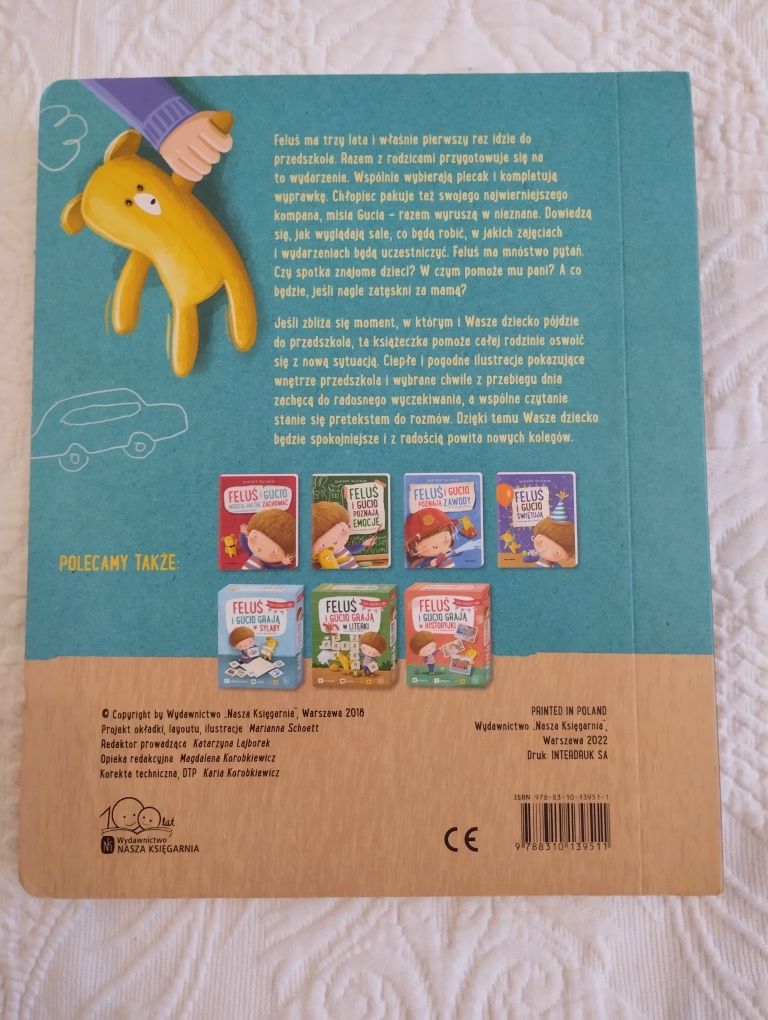 Feluś ma trzy lata i właśnie pierwszy raz idzie do
przedszkola. Razem z rodzicami przygotowuje się na
to wydarzenie. Wspólnie wybierają plecak i kompletują
wyprawkę. Chłopiec pakuje też swojego najwierniejszego
kompana, misia Gucia – razem wyruszą w nieznane. Dowiedzą
się, jak wyglądają sale, co będą robić, w jakich zajęciach
i wydarzeniach będą uczestniczyć. Feluś ma mnóstwo pytań.
Czy spotka znajome dzieci? W czym pomoże mu pani? A co
będzie, jeśli nagle zatęskni za mamą?
Jeśli zbliża się moment, w którym i Wasze dziecko pójdzie
do przedszkola, ta książeczka pomoże całej rodzinie oswoić
się z nową sytuacją. Ciepłe i pogodne ilustracje pokazujące
wnętrze przedszkola i wybrane chwile z przebiegu dnia
zachęcą do radosnego wyczekiwania, a wspólne czytanie
stanie się pretekstem do rozmów. Dzięki temu Wasze dziecko
będzie spokojniejsze i z radością powita nowych kolegów.
POLECAMY TAKŻE:
FELUŚ I GUCIO
WIEDZĄ, JAK SIĘ ZACHOWAĆ
FELUŚ
I GUCIO
POZNAJĄ
EMOCJE
FELUŚ I GUCIO
POZNAJĄ ZAWODY
FELUŚ
I GUCIO
ŚWIĘTUJĄ
FELUŚ
I GUCIO GRAJĄ
W SYLABY
FELUŚ
I GUCIO GRAJĄ
W LITERKI
FELUŚ
I GUCIO GRAJĄ
W HISTORYJKI
© Copyright by Wydawnictwo „Nasza Księgarnia", Warszawa 2018
Projekt okładki, layoutu, ilustracje Marianna Schoett
Redaktor prowadząca Katarzyna Lajborek
Opieka redakcyjna Magdalena Korobkiewicz
Korekta techniczna, DTP Karia Korobkiewicz
PRINTED IN POLAND
Wydawnictwo „Nasza Księgarnia",
Warszawa 2022
Druk: INTERDRUK SA
100 lat
Wydawnictwo
NASZA KSIĘGARNIA
CE
ISBN 978-83-10-13951-1
9 788310 139511